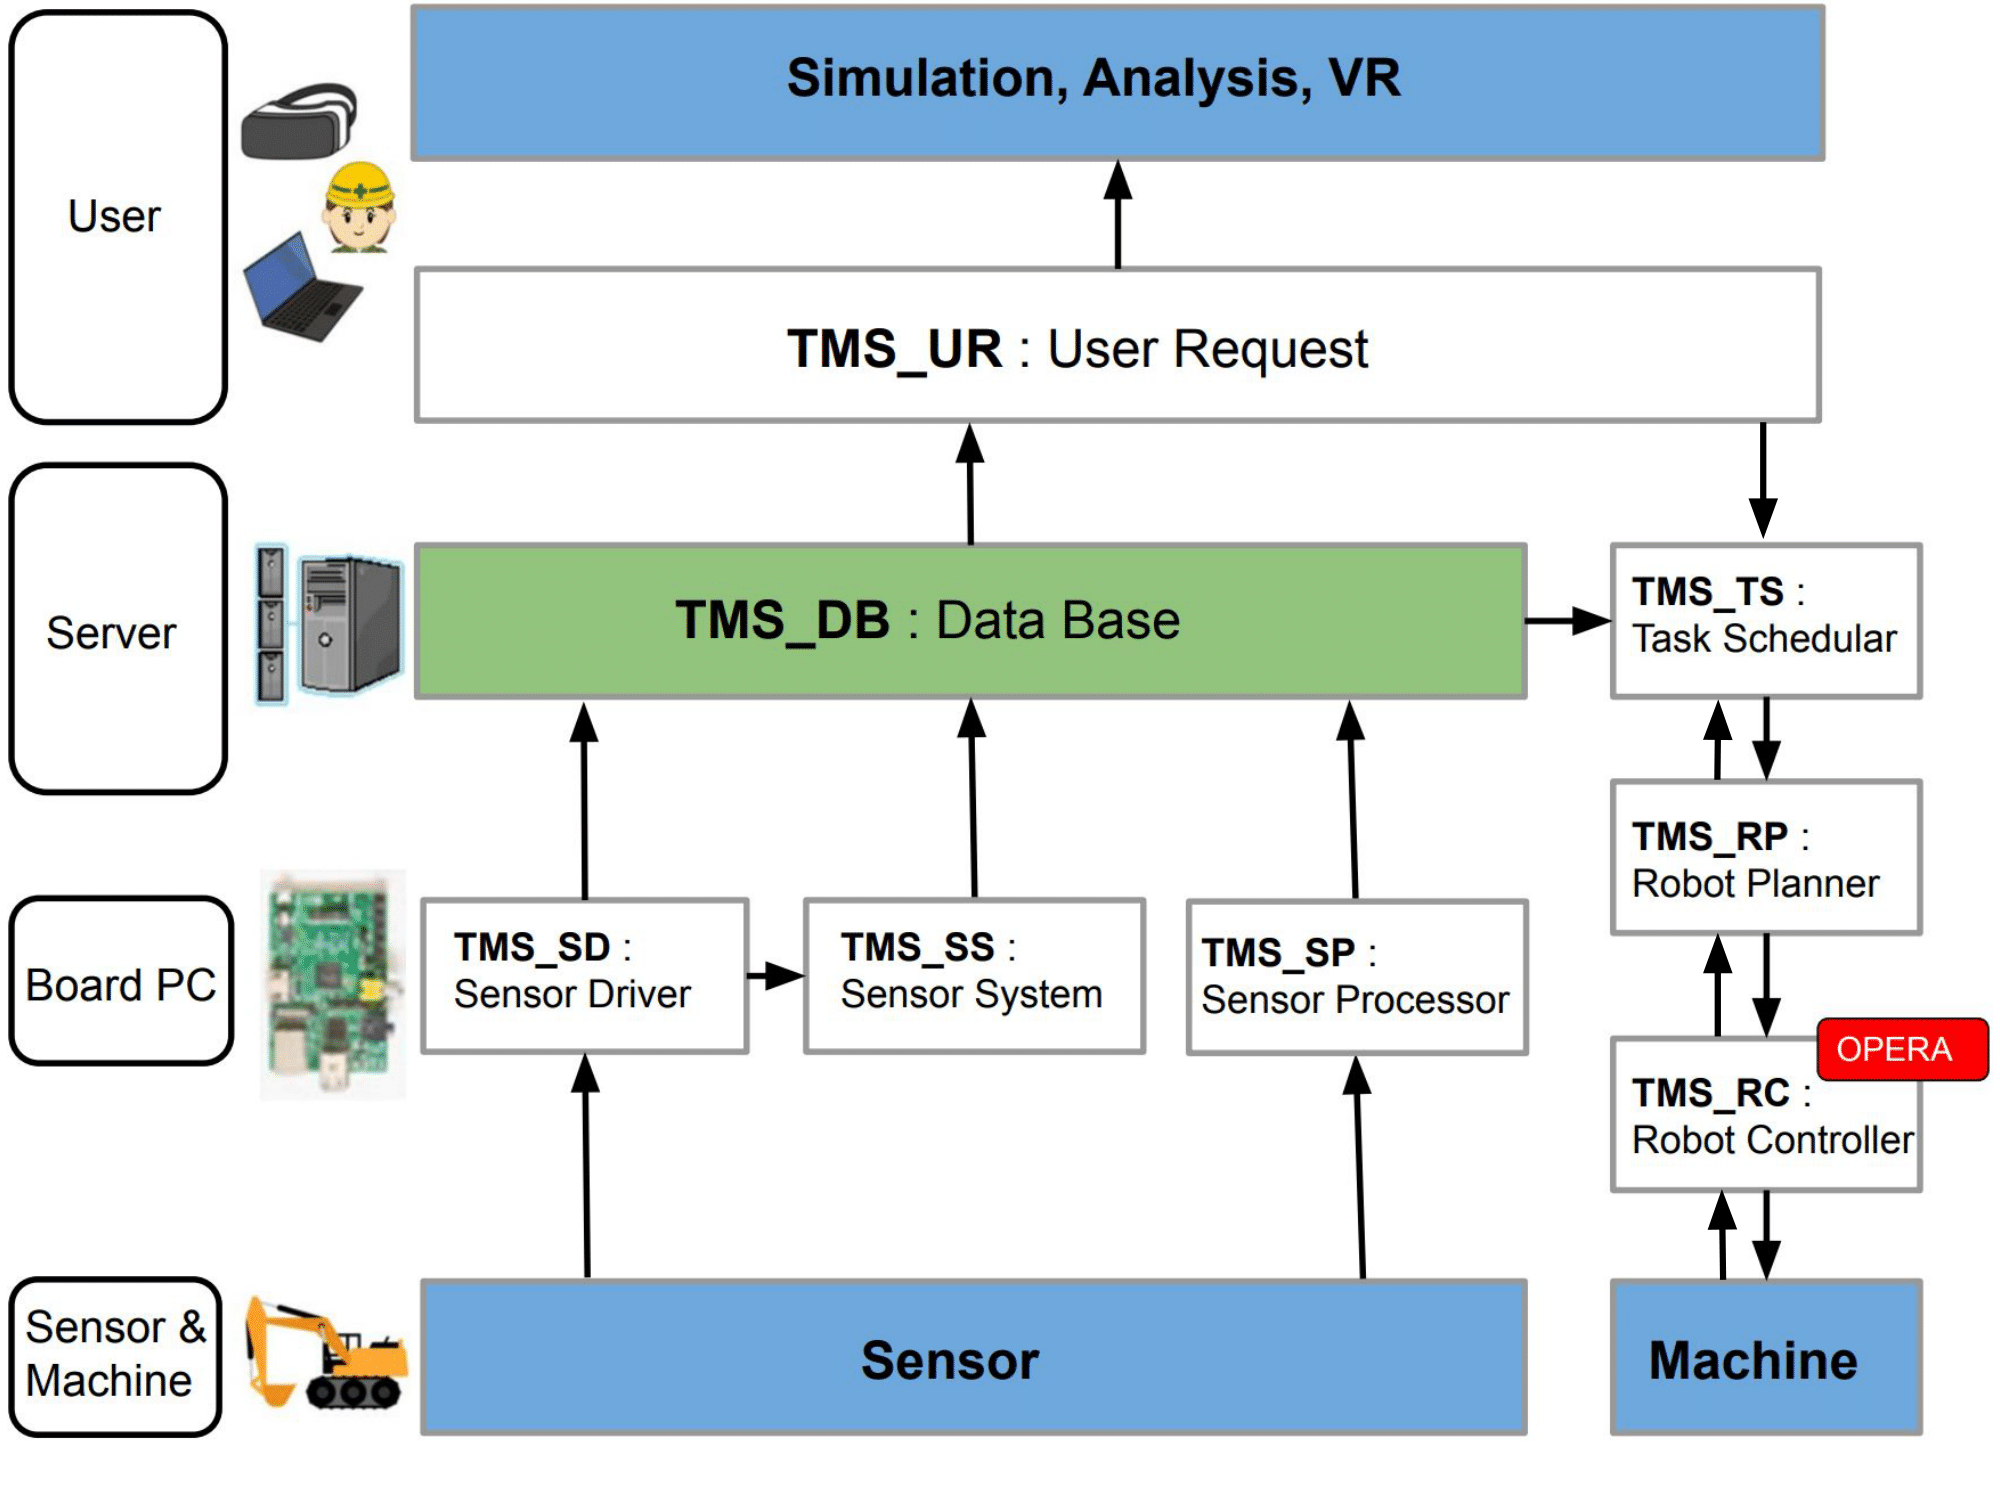 User
Simulation, Analysis, VR
TMS_UR : User Request
Server
TMS_DB : Data Base
TMS_TS :
Task Schedular
TMS_RP :
Robot Planner
Board PC
TMS_SD :
Sensor Driver
TMS_SS :
Sensor System
TMS_SP :
Sensor Processor
OPERA
TMS_RC :
Robot Controller
Sensor &
Machine
Sensor
Machine